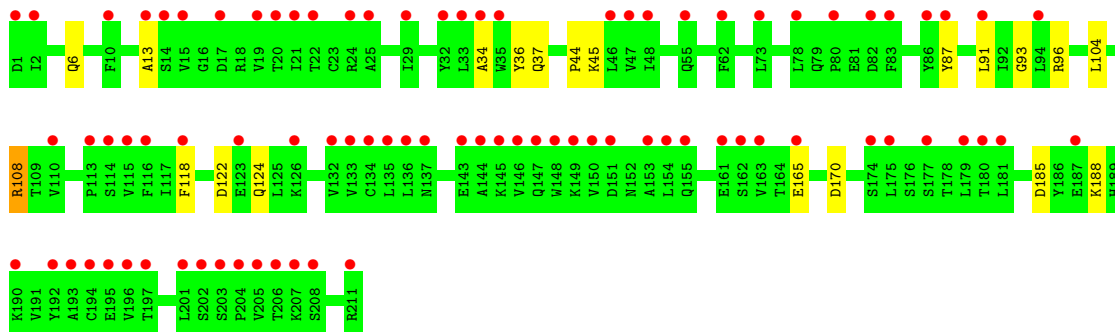 D1 I2 Q6 F10 A13 S14 V15 G16 D17 R18 V19 T20 I21 T22 C23 R24 A25 I29 Y32 L33 A34 W35 Y36 Q37 P44 K45 L46 V47 I48 Q55 F62 L73 L78 Q79 P80 E81 D82 F83 Y86 Y87 L91 I92 G93 L94 R96 L104
R108 T109 V110 P113 S114 V115 F116 I117 F118 D122 E123 Q124 L125 K126 V132 V133 C134 L135 L136 N137 E143 A144 K145 V146 Q147 W148 K149 V150 D151 N152 A153 L154 Q155 E161 S162 V163 T164 E165 D170 S174 L175 S176 S177 T178 L179 T180 L181 D185 Y186 E187 K188 H189
K190 V191 Y192 A193 C194 E195 V196 T197 L201 S202 S203 P204 V205 T206 K207 S208 R211